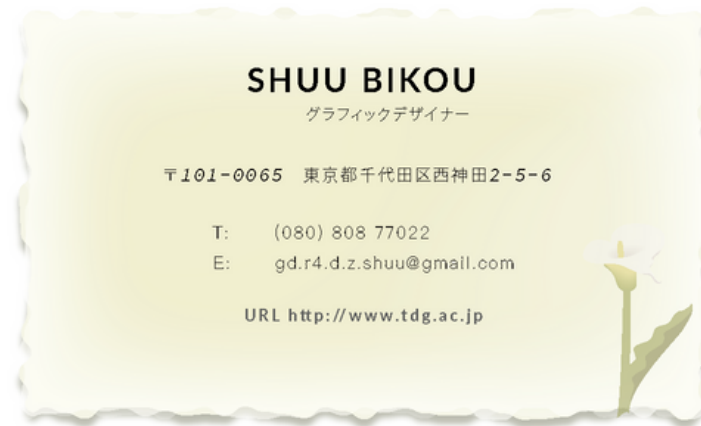 SHUU BIKOU
グラフィックデザイナー
〒101-0065 東京都千代田区西神田2-5-6
T: (080) 808 77022
E: gd.r4.d.z.shuu@gmail.com
URL http://www.tdg.ac.jp